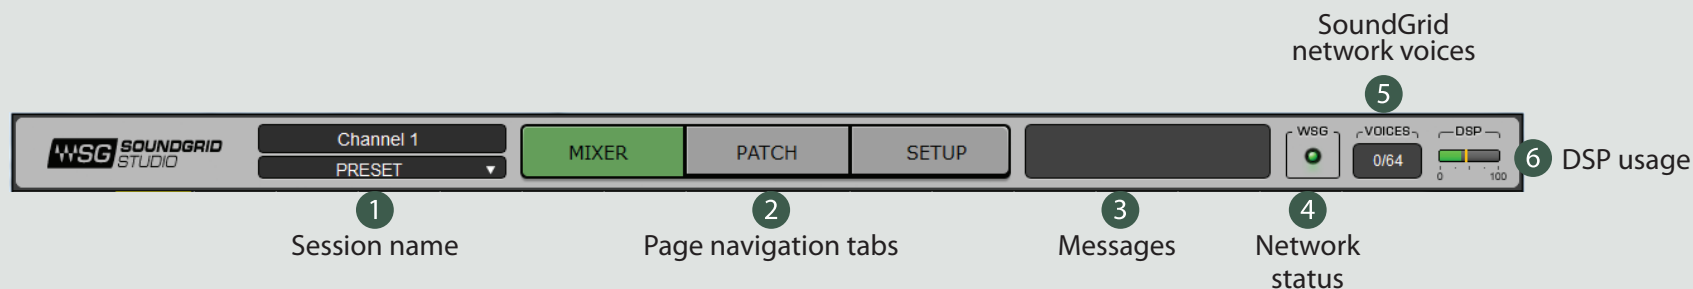 SoundGrid
network voices
5
WSG SOUNDGRID
STUDIO
Channel 1
PRESET
MIXER
PATCH
SETUP
WSG
VOICES
0/64
DSP
0
100
6 DSP usage
1
Session name
2
Page navigation tabs
3
Messages
4
Network
status